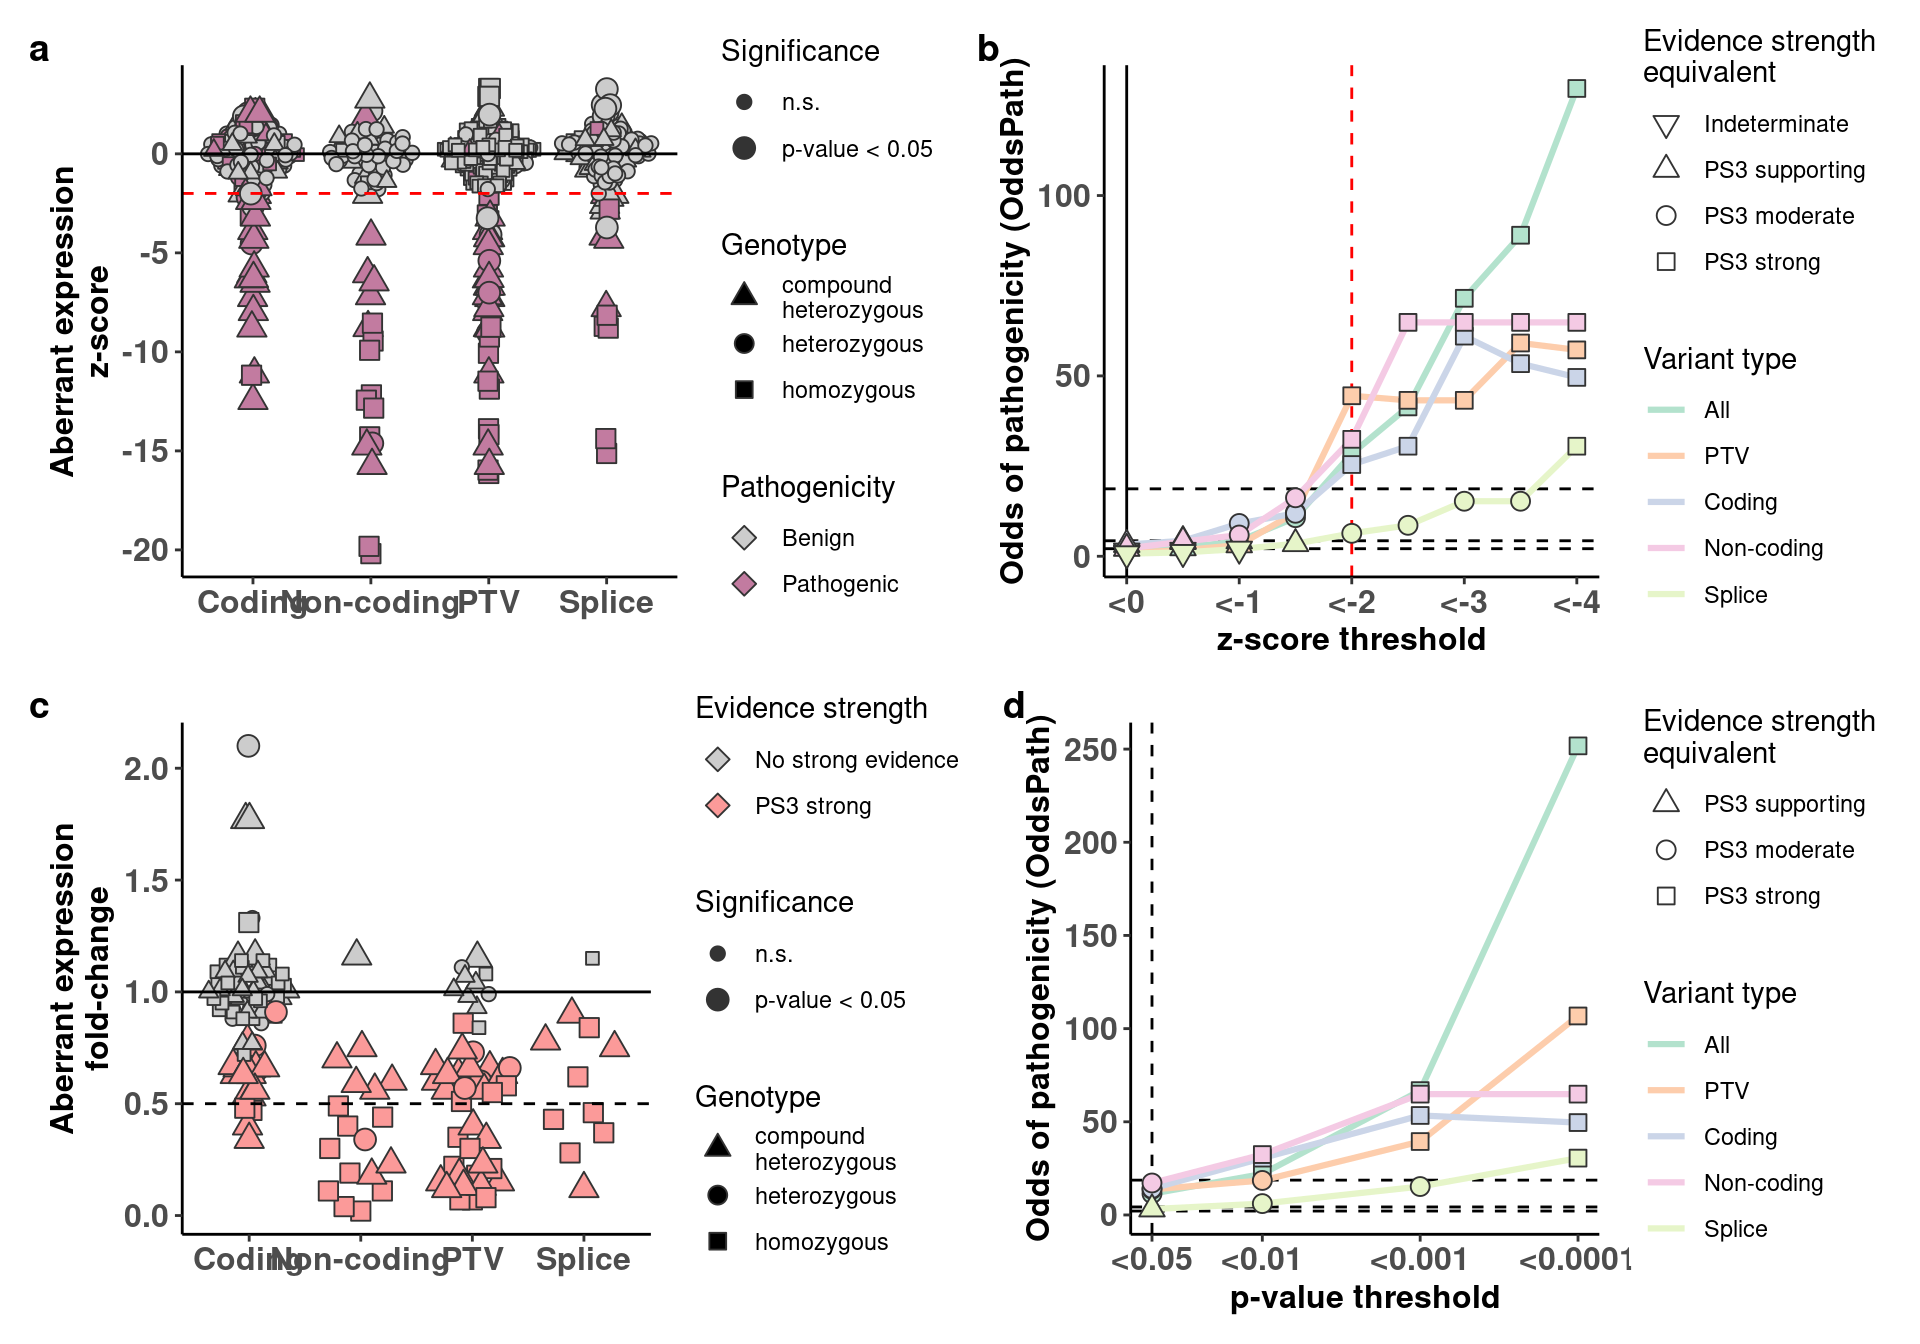 a
Aberrant expression
z-score
0
-5
-10
-15
-20
Coding
Non-coding
PTV
Splice
Significance
n.s.
p-value < 0.05
Genotype
compound
heterozygous
heterozygous
homozygous
Pathogenicity
Benign
Pathogenic
b
Odds of pathogenicity (OddsPath)
100
50
0
<0
<-1
<-2
<-3
<-4
z-score threshold
Evidence strength
equivalent
Indeterminate
PS3 supporting
PS3 moderate
PS3 strong
Variant type
All
PTV
Coding
Non-coding
Splice
c
Aberrant expression
fold-change
2.0
1.5
1.0
0.5
0.0
Coding
Non-coding
PTV
Splice
Evidence strength
No strong evidence
PS3 strong
Significance
n.s.
p-value < 0.05
Genotype
compound
heterozygous
heterozygous
homozygous
d
Odds of pathogenicity (OddsPath)
250
200
150
100
50
0
<0.05
<0.01
<0.001
<0.0001
p-value threshold
Evidence strength
equivalent
PS3 supporting
PS3 moderate
PS3 strong
Variant type
All
PTV
Coding
Non-coding
Splice